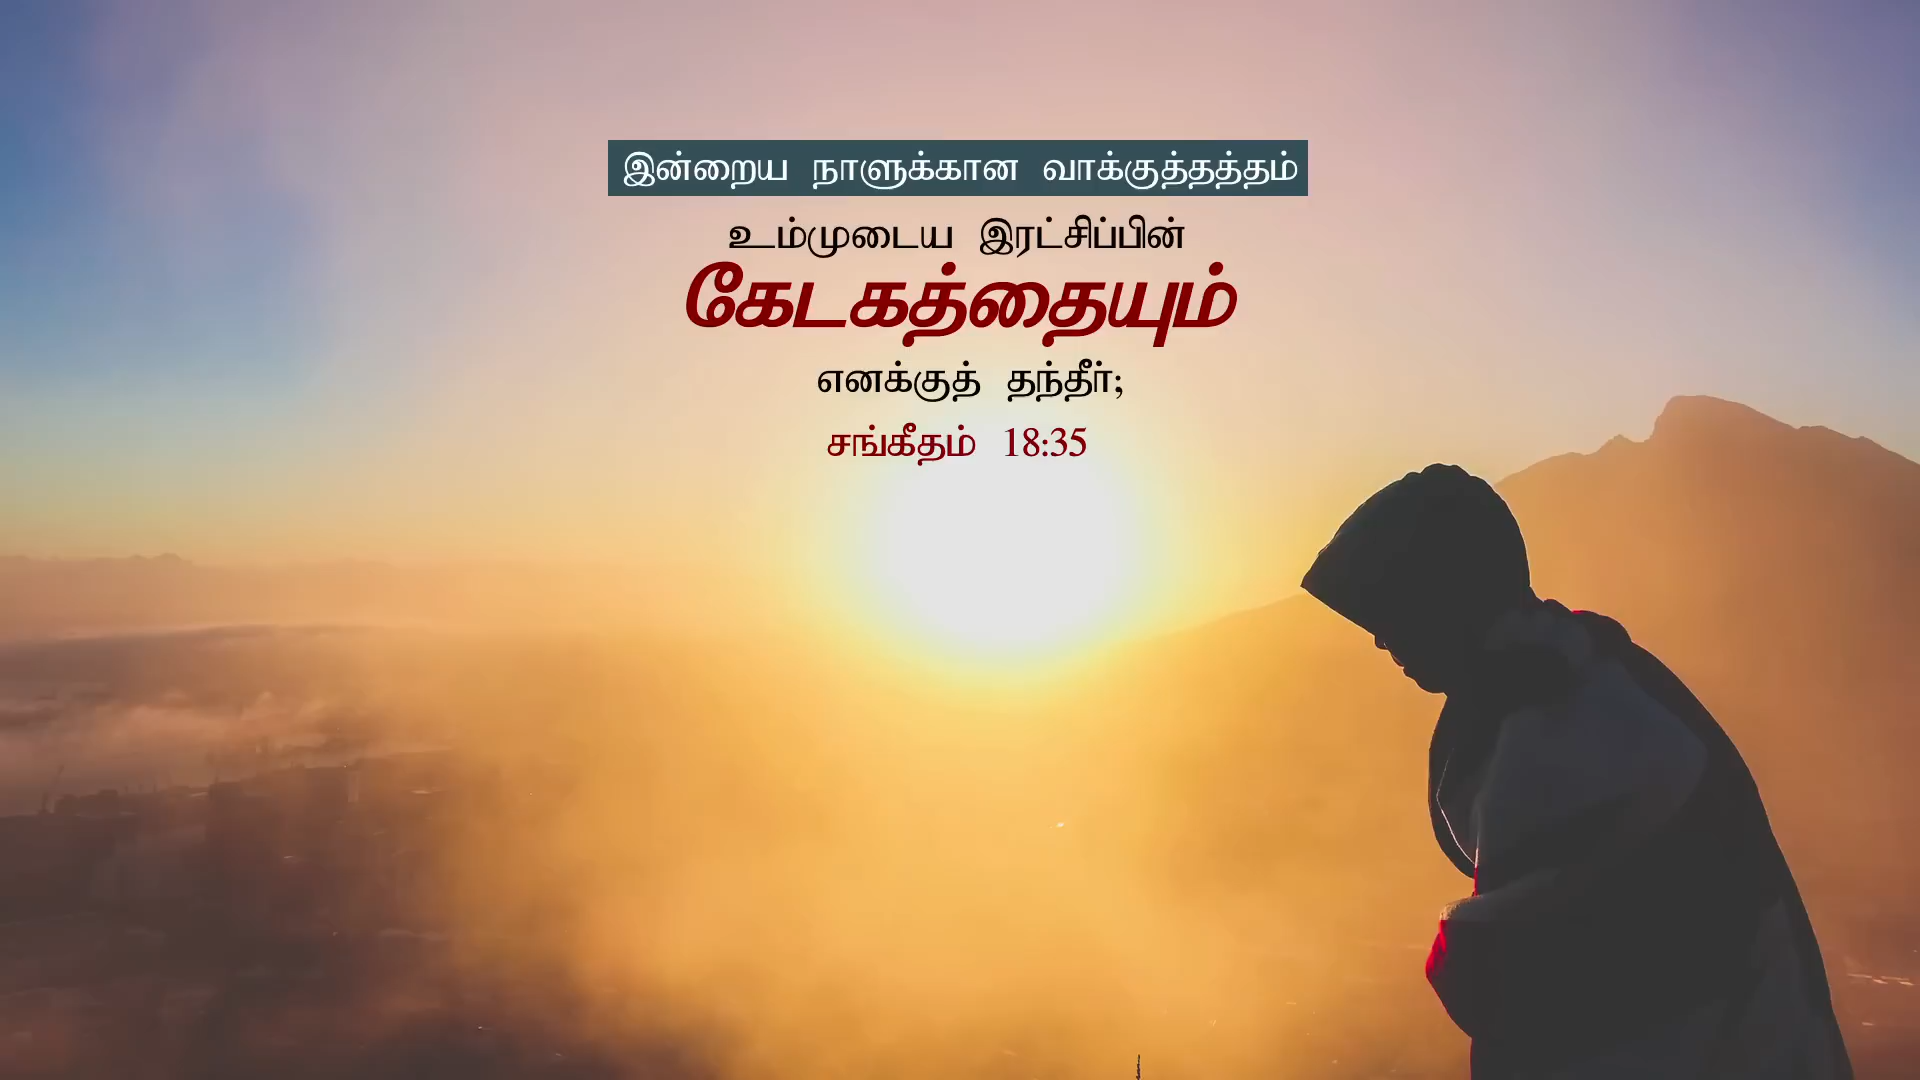 இன்றைய நாளுக்கான வாக்குத்தத்தம்
உம்முடைய இரட்சிப்பின்
கேடகத்தையும்
எனக்குத் தந்தீர்;
சங்கீதம் 18:35